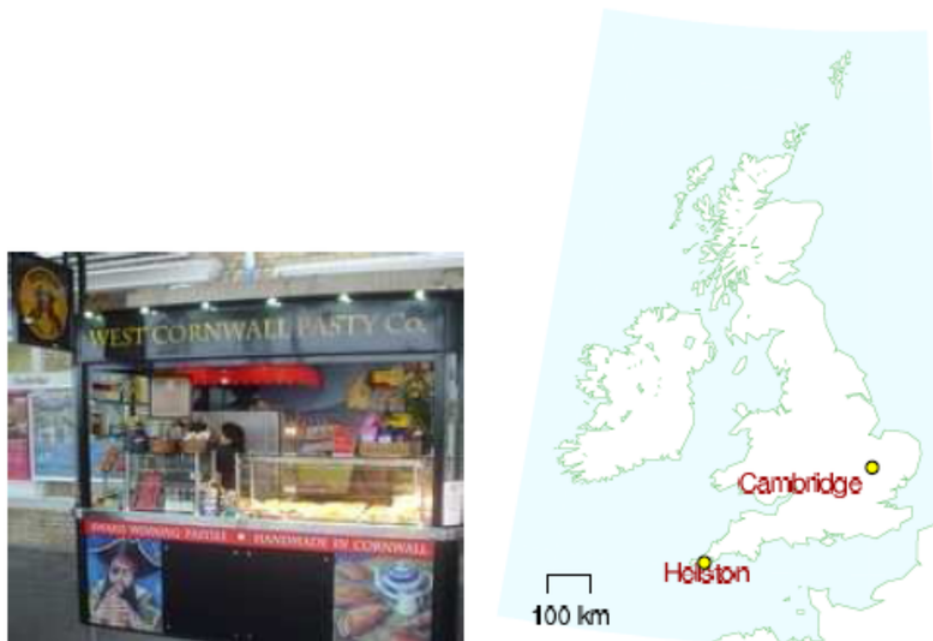 WEST CORNWALL PASTY Co.
AWARD WINNING PASTIES HANDMADE IN CORNWALL
Cambridge
Helston
100 km